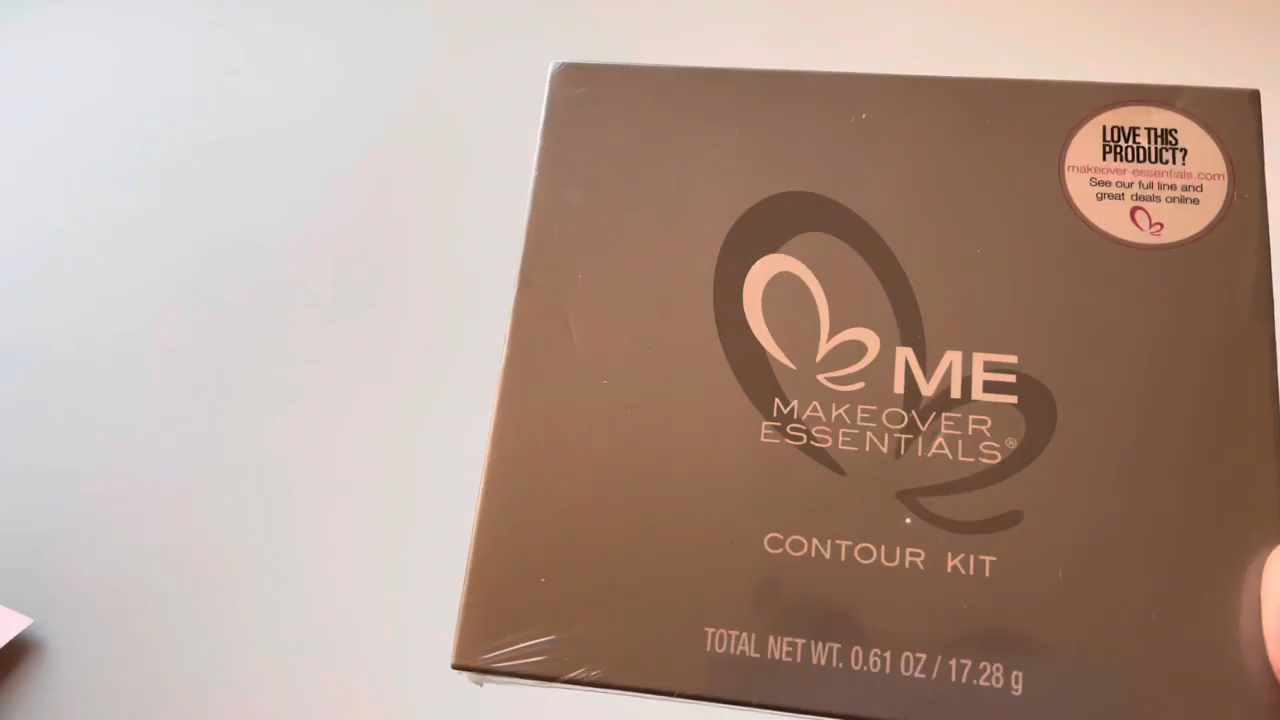 LOVE THIS
PRODUCT?
makeover-essentials.com
See our full line and
great deals online
ME
MAKEOVER
ESSENTIALS®
CONTOUR KIT
TOTAL NET WT. 0.61 OZ / 17.28 g